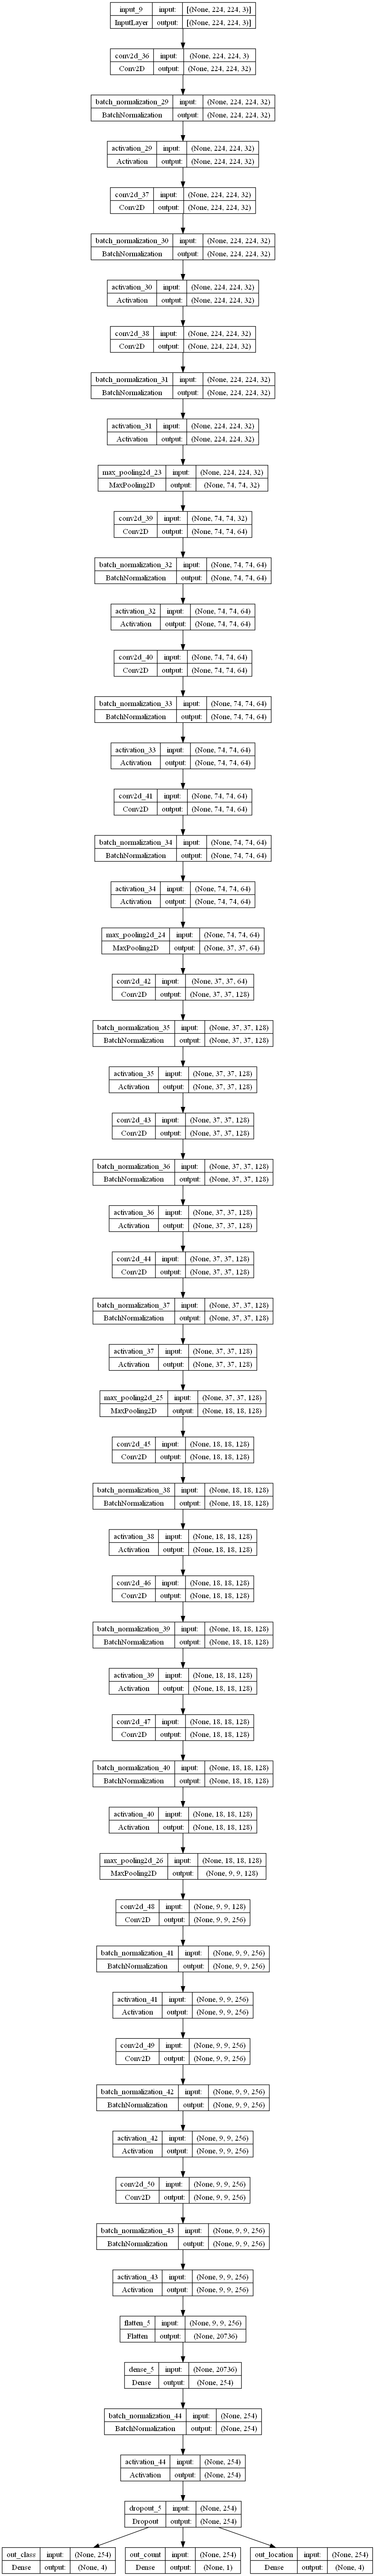 input_9 input: [(None, 224, 224, 3)]
InputLayer output: [(None, 224, 224, 3)]
conv2d_36 input: (None, 224, 224, 3)
Conv2D output: (None, 224, 224, 32)
batch_normalization_29 input: (None, 224, 224, 32)
BatchNormalization output: (None, 224, 224, 32)
activation_29 input: (None, 224, 224, 32)
Activation output: (None, 224, 224, 32)
conv2d_37 input: (None, 224, 224, 32)
Conv2D output: (None, 224, 224, 32)
batch_normalization_30 input: (None, 224, 224, 32)
BatchNormalization output: (None, 224, 224, 32)
activation_30 input: (None, 224, 224, 32)
Activation output: (None, 224, 224, 32)
conv2d_38 input: (None, 224, 224, 32)
Conv2D output: (None, 224, 224, 32)
batch_normalization_31 input: (None, 224, 224, 32)
BatchNormalization output: (None, 224, 224, 32)
activation_31 input: (None, 224, 224, 32)
Activation output: (None, 224, 224, 32)
max_pooling2d_23 input: (None, 224, 224, 32)
MaxPooling2D output: (None, 74, 74, 32)
conv2d_39 input: (None, 74, 74, 32)
Conv2D output: (None, 74, 74, 64)
batch_normalization_32 input: (None, 74, 74, 64)
BatchNormalization output: (None, 74, 74, 64)
activation_32 input: (None, 74, 74, 64)
Activation output: (None, 74, 74, 64)
conv2d_40 input: (None, 74, 74, 64)
Conv2D output: (None, 74, 74, 64)
batch_normalization_33 input: (None, 74, 74, 64)
BatchNormalization output: (None, 74, 74, 64)
activation_33 input: (None, 74, 74, 64)
Activation output: (None, 74, 74, 64)
conv2d_41 input: (None, 74, 74, 64)
Conv2D output: (None, 74, 74, 64)
batch_normalization_34 input: (None, 74, 74, 64)
BatchNormalization output: (None, 74, 74, 64)
activation_34 input: (None, 74, 74, 64)
Activation output: (None, 74, 74, 64)
max_pooling2d_24 input: (None, 74, 74, 64)
MaxPooling2D output: (None, 37, 37, 64)
conv2d_42 input: (None, 37, 37, 64)
Conv2D output: (None, 37, 37, 128)
batch_normalization_35 input: (None, 37, 37, 128)
BatchNormalization output: (None, 37, 37, 128)
activation_35 input: (None, 37, 37, 128)
Activation output: (None, 37, 37, 128)
conv2d_43 input: (None, 37, 37, 128)
Conv2D output: (None, 37, 37, 128)
batch_normalization_36 input: (None, 37, 37, 128)
BatchNormalization output: (None, 37, 37, 128)
activation_36 input: (None, 37, 37, 128)
Activation output: (None, 37, 37, 128)
conv2d_44 input: (None, 37, 37, 128)
Conv2D output: (None, 37, 37, 128)
batch_normalization_37 input: (None, 37, 37, 128)
BatchNormalization output: (None, 37, 37, 128)
activation_37 input: (None, 37, 37, 128)
Activation output: (None, 37, 37, 128)
max_pooling2d_25 input: (None, 37, 37, 128)
MaxPooling2D output: (None, 18, 18, 128)
conv2d_45 input: (None, 18, 18, 128)
Conv2D output: (None, 18, 18, 128)
batch_normalization_38 input: (None, 18, 18, 128)
BatchNormalization output: (None, 18, 18, 128)
activation_38 input: (None, 18, 18, 128)
Activation output: (None, 18, 18, 128)
conv2d_46 input: (None, 18, 18, 128)
Conv2D output: (None, 18, 18, 128)
batch_normalization_39 input: (None, 18, 18, 128)
BatchNormalization output: (None, 18, 18, 128)
activation_39 input: (None, 18, 18, 128)
Activation output: (None, 18, 18, 128)
conv2d_47 input: (None, 18, 18, 128)
Conv2D output: (None, 18, 18, 128)
batch_normalization_40 input: (None, 18, 18, 128)
BatchNormalization output: (None, 18, 18, 128)
activation_40 input: (None, 18, 18, 128)
Activation output: (None, 18, 18, 128)
max_pooling2d_26 input: (None, 18, 18, 128)
MaxPooling2D output: (None, 9, 9, 128)
conv2d_48 input: (None, 9, 9, 128)
Conv2D output: (None, 9, 9, 256)
batch_normalization_41 input: (None, 9, 9, 256)
BatchNormalization output: (None, 9, 9, 256)
activation_41 input: (None, 9, 9, 256)
Activation output: (None, 9, 9, 256)
conv2d_49 input: (None, 9, 9, 256)
Conv2D output: (None, 9, 9, 256)
batch_normalization_42 input: (None, 9, 9, 256)
BatchNormalization output: (None, 9, 9, 256)
activation_42 input: (None, 9, 9, 256)
Activation output: (None, 9, 9, 256)
conv2d_50 input: (None, 9, 9, 256)
Conv2D output: (None, 9, 9, 256)
batch_normalization_43 input: (None, 9, 9, 256)
BatchNormalization output: (None, 9, 9, 256)
activation_43 input: (None, 9, 9, 256)
Activation output: (None, 9, 9, 256)
flatten_5 input: (None, 9, 9, 256)
Flatten output: (None, 20736)
dense_5 input: (None, 20736)
Dense output: (None, 254)
batch_normalization_44 input: (None, 254)
BatchNormalization output: (None, 254)
activation_44 input: (None, 254)
Activation output: (None, 254)
dropout_5 input: (None, 254)
Dropout output: (None, 254)
out_class input: (None, 254) out_count input: (None, 254) out_location input: (None, 254)
Dense output: (None, 4) Dense output: (None, 1) Dense output: (None, 4)